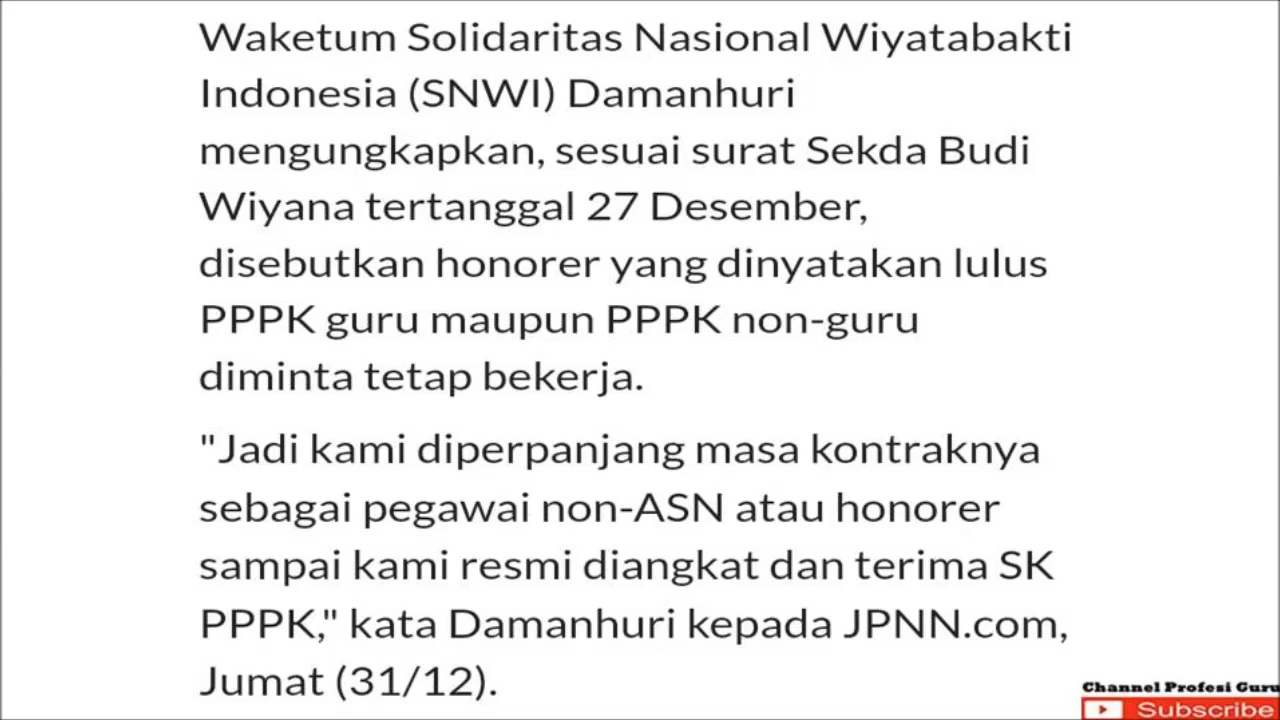 Waketum Solidaritas Nasional Wiyatabakti
Indonesia (SNWI) Damanhuri
mengungkapkan, sesuai surat Sekda Budi
Wiyana tertanggal 27 Desember,
disebutkan honorer yang dinyatakan lulus
PPPK guru maupun PPPK non-guru
diminta tetap bekerja.
"Jadi kami diperpanjang masa kontraknya
sebagai pegawai non-ASN atau honorer
sampai kami resmi diangkat dan terima SK
PPPK," kata Damanhuri kepada JPNN.com,
Jumat (31/12).
Channel Profesi Guru
Subscribe